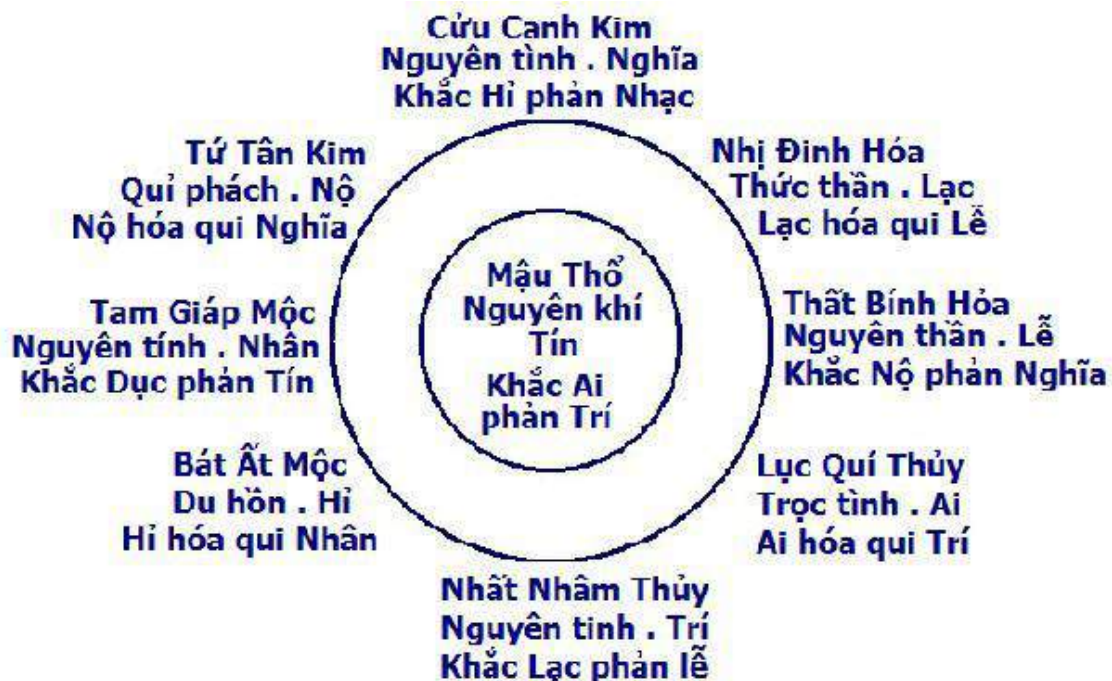 Cửu Canh Kim
Nguyên tình . Nghĩa
Khắc Hỉ phản Nhạc
Tứ Tân Kim
Quỉ phách . Nộ
Nộ hóa qui Nghĩa
Nhị Đinh Hóa
Thức thần . Lạc
Lạc hóa qui Lễ
Tam Giáp Mộc
Nguyên tính . Nhân
Khắc Dục phản Tín
Mậu Thổ
Nguyên khí
Tín
Khắc Ai
phản Trí
Thất Bính Hỏa
Nguyên thần . Lễ
Khắc Nộ phản Nghĩa
Bát Ất Mộc
Du hồn . Hỉ
Hỉ hóa qui Nhân
Lục Quí Thủy
Trọc tình . Ai
Ai hóa qui Trí
Nhất Nhâm Thủy
Nguyên tinh . Trí
Khắc Lạc phản lễ